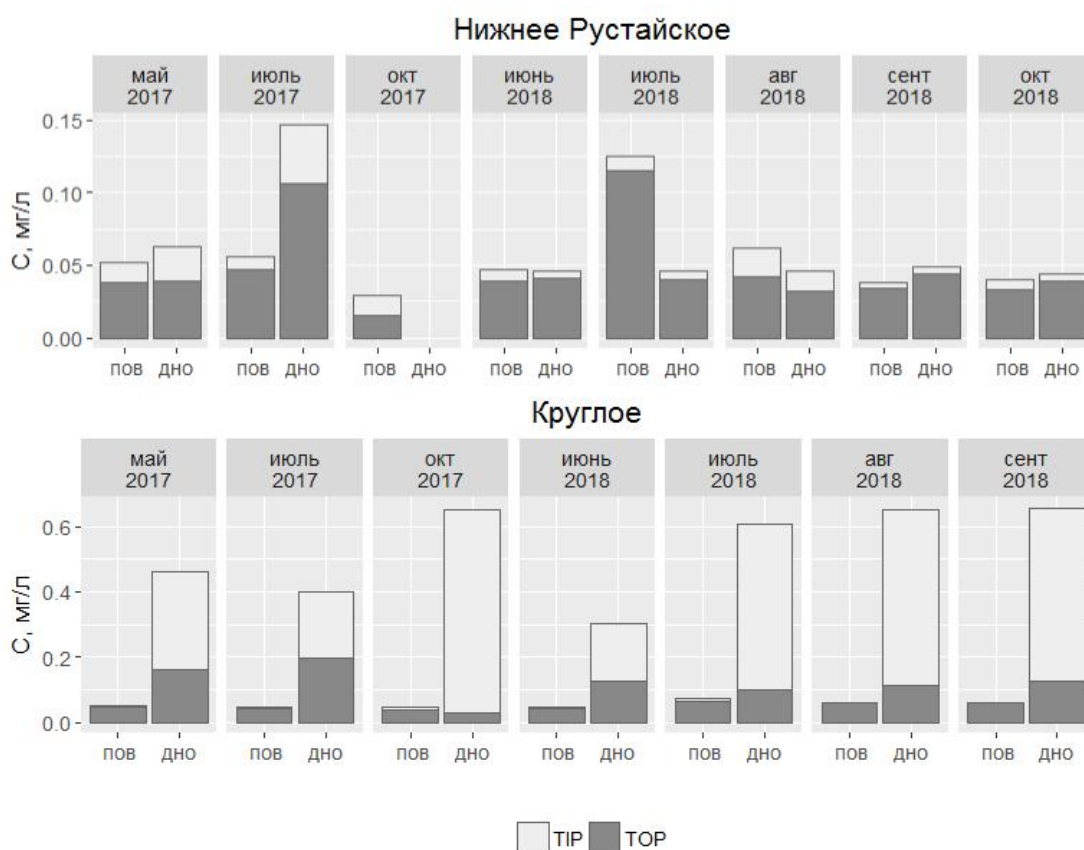 Нижнее Рустайское
май июль окт июнь июль авг сент окт
2017 2017 2017 2018 2018 2018 2018 2018
0.15
0.10
0.05
0.00
С, мг/л
пов дно пов дно пов дно пов дно пов дно пов дно пов дно пов дно
Круглое
май июль окт июнь июль авг сент
2017 2017 2017 2018 2018 2018 2018
0.6
0.4
0.2
0.0
С, мг/л
пов дно пов дно пов дно пов дно пов дно пов дно пов дно
TIP TOP